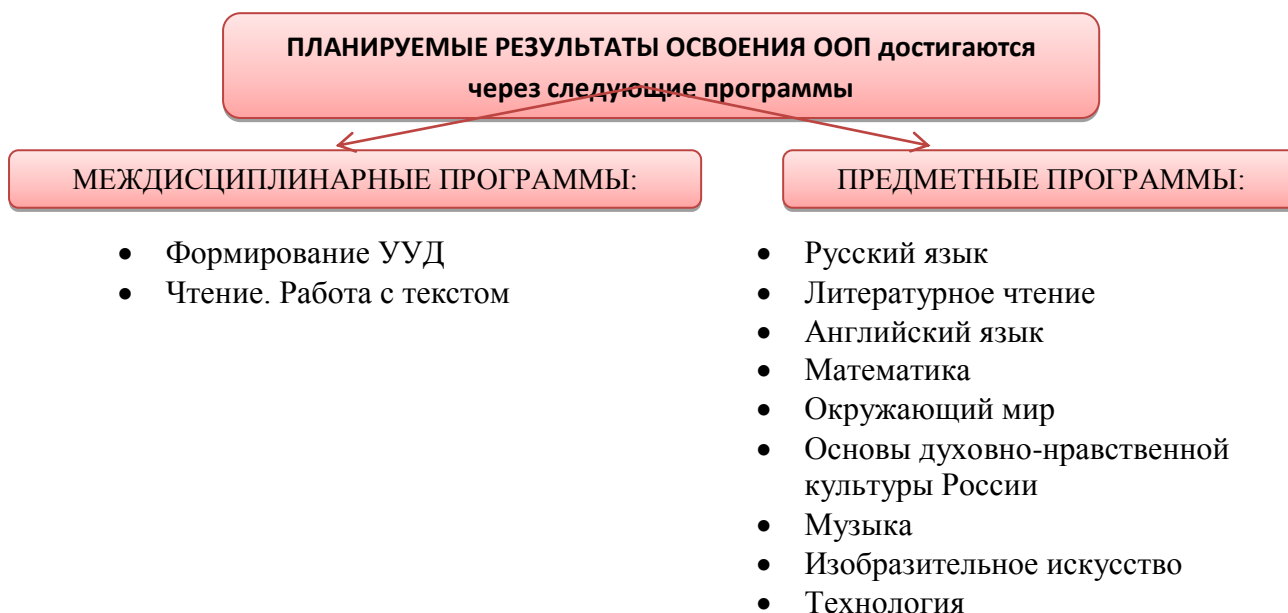 ПЛАНИРУЕМЫЕ РЕЗУЛЬТАТЫ ОСВОЕНИЯ ООП достигаются
через следующие программы
МЕЖДИСЦИПЛИНАРНЫЕ ПРОГРАММЫ:
• Формирование УУД
• Чтение. Работа с текстом
ПРЕДМЕТНЫЕ ПРОГРАММЫ:
• Русский язык
• Литературное чтение
• Английский язык
• Математика
• Окружающий мир
• Основы духовно-нравственной
культуры России
• Музыка
• Изобразительное искусство
• Технология